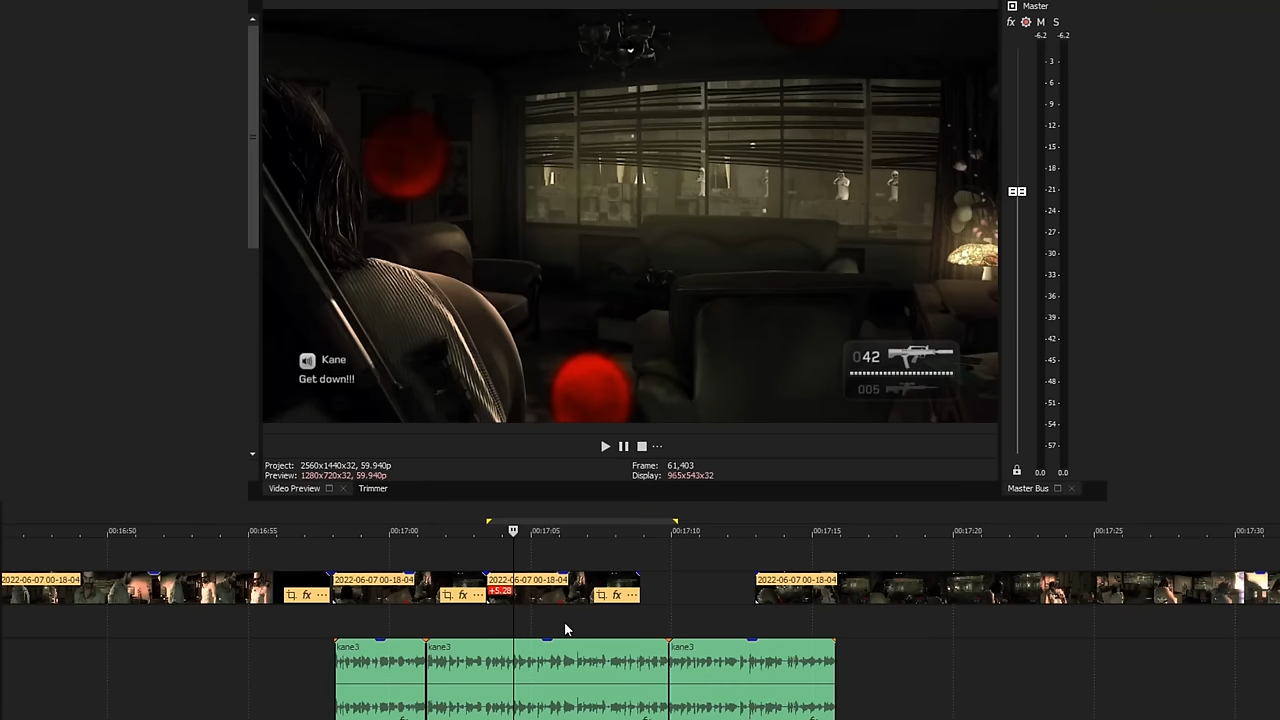 Master
fx M S
-6.2 -6.2
- 3 -
- 6 -
- 9 -
- 12 -
- 15 -
- 18 -
- 21 -
- 24 -
- 27 -
- 30 -
- 33 -
- 36 -
- 39 -
- 42 -
- 45 -
- 48 -
- 51 -
- 54 -
- 57 -
0.0 0.0
Kane
Get down!!!
042
005
Project: 2560x1440x32, 59.940p
Preview: 1280x720x32, 59.940p
Frame: 61,403
Display: 965x543x32
Video Preview
Trimmer
Master Bus
00:16:50 00:16:55 00:17:00 00:17:05 00:17:10 00:17:15 00:17:20 00:17:25 00:17:30
2022-06-07 00-18-04 2022-06-07 00-18-04 2022-06-07 00-18-04 2022-06-07 00-18-04
+5.28
fx ... fx ... fx ...
kane3 kane3 kane3